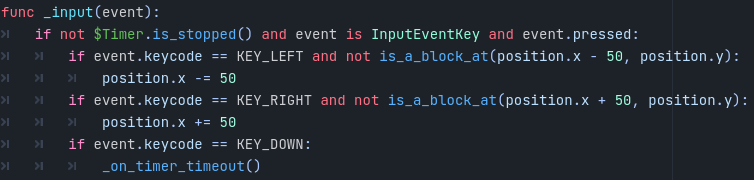 func _input(event):
    if not $Timer.is_stopped() and event is InputEventKey and event.pressed:
        if event.keycode == KEY_LEFT and not is_a_block_at(position.x - 50, position.y):
            position.x -= 50
        if event.keycode == KEY_RIGHT and not is_a_block_at(position.x + 50, position.y):
            position.x += 50
        if event.keycode == KEY_DOWN:
            _on_timer_timeout()